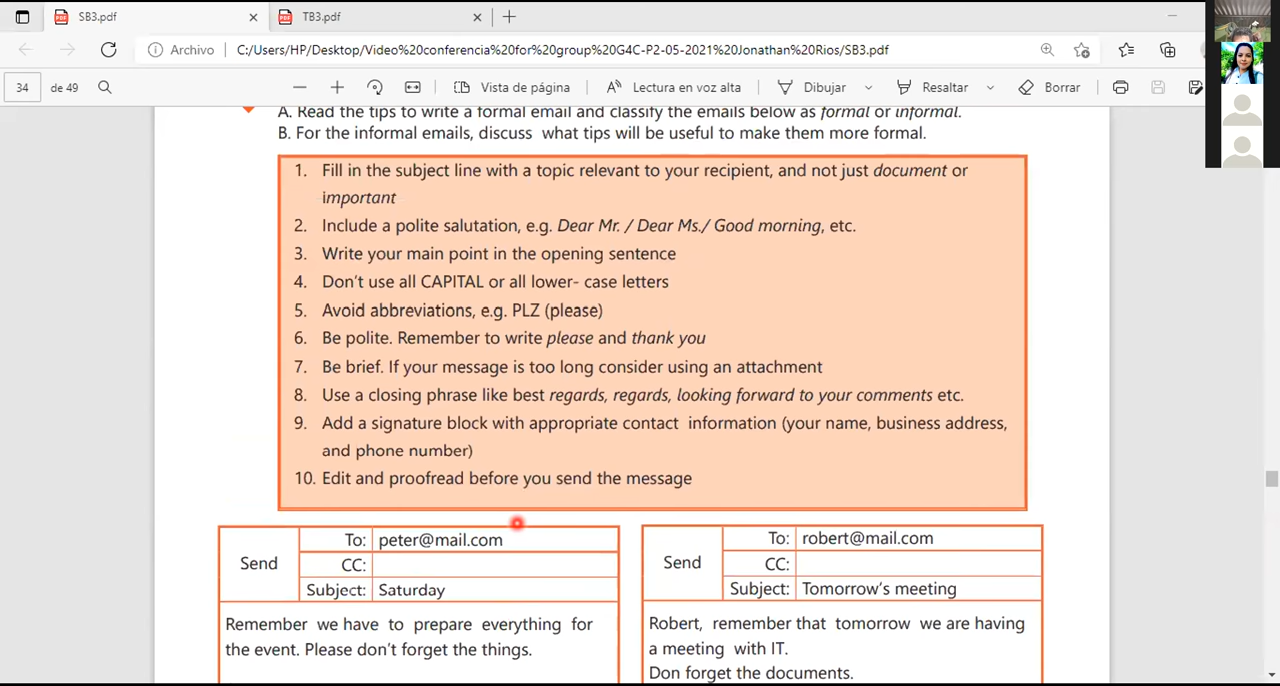 SB3.pdf
TB3.pdf
Archivo C:/Users/HP/Desktop/Video%20conferencia%20for%20group%20G4C-P2-05-2021%20Jonathan%20Rios/SB3.pdf
34 de 49 Vista de página Lectura en voz alta Dibujar Resaltar Borrar
A. Read the tips to write a formal email and classify the emails below as formal or informal.
B. For the informal emails, discuss what tips will be useful to make them more formal.
1. Fill in the subject line with a topic relevant to your recipient, and not just document or
important
2. Include a polite salutation, e.g. Dear Mr. / Dear Ms./ Good morning, etc.
3. Write your main point in the opening sentence
4. Don't use all CAPITAL or all lower- case letters
5. Avoid abbreviations, e.g. PLZ (please)
6. Be polite. Remember to write please and thank you
7. Be brief. If your message is too long consider using an attachment
8. Use a closing phrase like best regards, regards, looking forward to your comments etc.
9. Add a signature block with appropriate contact information (your name, business address,
and phone number)
10. Edit and proofread before you send the message
Send
To: peter@mail.com
CC:
Subject: Saturday
Remember we have to prepare everything for
the event. Please don't forget the things.
Send
To: robert@mail.com
CC:
Subject: Tomorrow's meeting
Robert, remember that tomorrow we are having
a meeting with IT.
Don forget the documents.